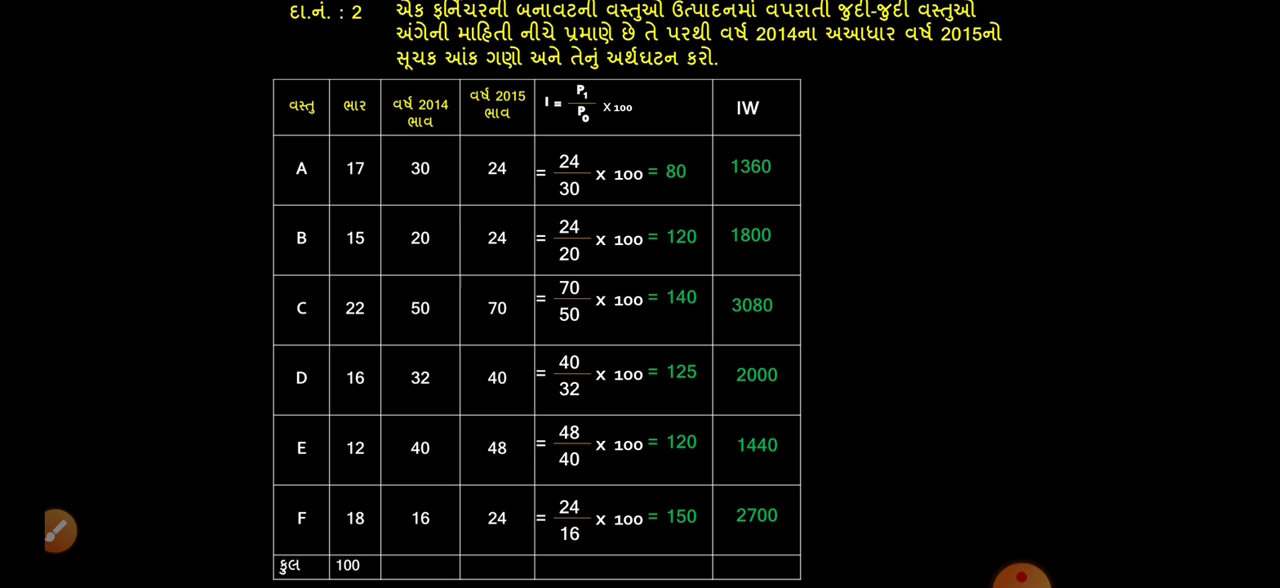 દા.નં. : 2 એક ફર્નિચરની બનાવટની વસ્તુઓ ઉત્પાદનમાં વપરાતી જુદી-જુદી વસ્તુઓ
અંગેની માહિતી નીચે પ્રમાણે છે તે પરથી વર્ષ 2014ના અઆધાર વર્ષ 2015નો
સૂચક આંક ગણો અને તેનું અર્થઘટન કરો.
વસ્તુ ભાર વર્ષ 2014 ભાવ વર્ષ 2015 ભાવ I = P₁/P₀ X 100 IW
A 17 30 24 = 24/30 X 100 = 80 1360
B 15 20 24 = 24/20 X 100 = 120 1800
C 22 50 70 = 70/50 X 100 = 140 3080
D 16 32 40 = 40/32 X 100 = 125 2000
E 12 40 48 = 48/40 X 100 = 120 1440
F 18 16 24 = 24/16 X 100 = 150 2700
કુલ 100